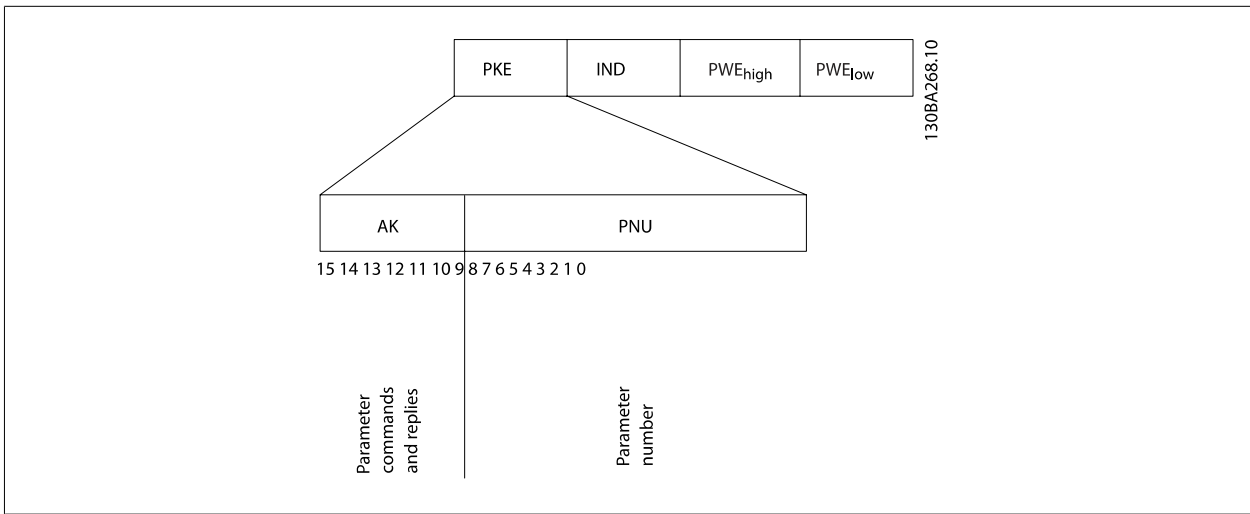 PKE IND PWEhigh PWElow
130BA268.10
AK PNU
15 14 13 12 11 10 9 8 7 6 5 4 3 2 1 0
Parameter
commands
and replies
Parameter
number